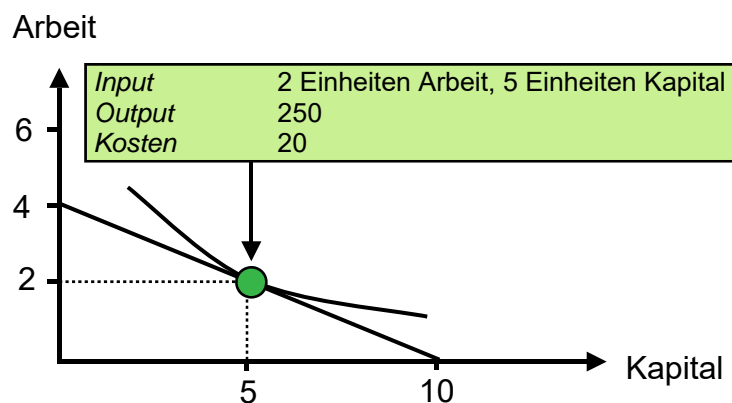 Arbeit
Input 2 Einheiten Arbeit, 5 Einheiten Kapital
Output 250
Kosten 20
6
4
2
5
10
Kapital